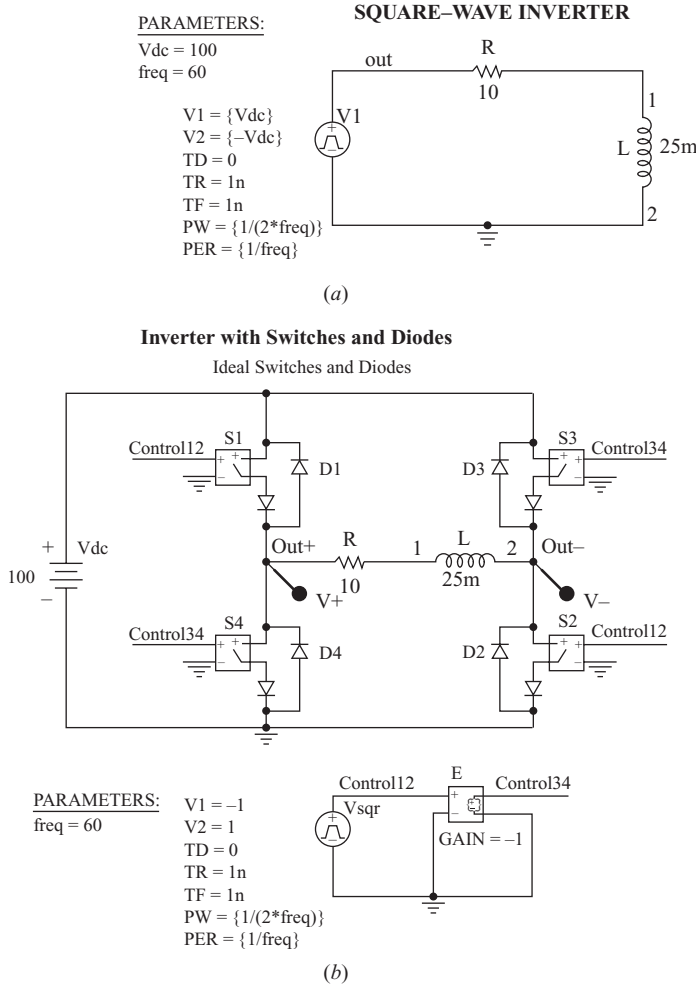 SQUARE–WAVE INVERTER
PARAMETERS:
Vdc = 100
freq = 60
out
R
10
V1
+
–
V1 = {Vdc}
V2 = {–Vdc}
TD = 0
TR = 1n
TF = 1n
PW = {1/(2*freq)}
PER = {1/freq}
1
L
25m
2
(a)
Inverter with Switches and Diodes
Ideal Switches and Diodes
Control12
S1
+ +
–
D1
D3
S3
+ +
–
Control34
+
Vdc
100
–
Out+
R
10
1
L
25m
2
Out–
V+
V–
Control34
S4
+ +
–
D4
D2
S2
+ +
–
Control12
PARAMETERS:
freq = 60
V1 = –1
V2 = 1
TD = 0
TR = 1n
TF = 1n
PW = {1/(2*freq)}
PER = {1/freq}
Control12
Vsqr
+
–
E
+
–
Control34
GAIN = –1
(b)